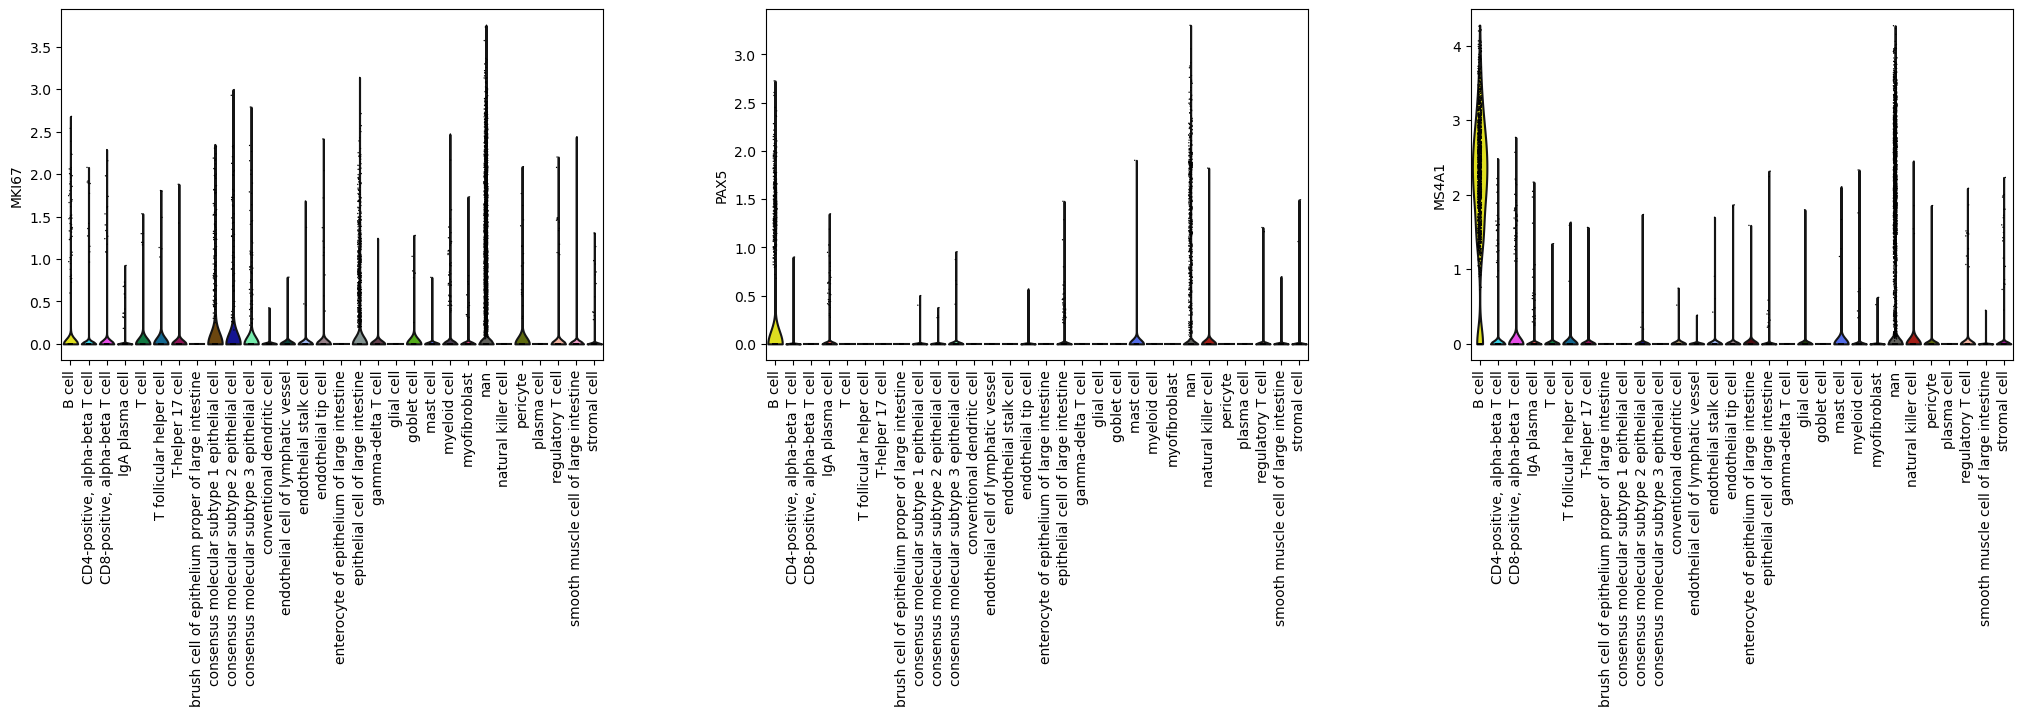 MKI67
3.5
3.0
2.5
2.0
1.5
1.0
0.5
0.0
B cell
CD4-positive, alpha-beta T cell
CD8-positive, alpha-beta T cell
IgA plasma cell
T cell
T follicular helper cell
T-helper 17 cell
brush cell of epithelium proper of large intestine
consensus molecular subtype 1 epithelial cell
consensus molecular subtype 2 epithelial cell
consensus molecular subtype 3 epithelial cell
conventional dendritic cell
endothelial cell of lymphatic vessel
endothelial stalk cell
endothelial tip cell
enterocyte of epithelium proper of large intestine
epithelial cell of large intestine
gamma-delta T cell
glial cell
goblet cell
mast cell
myeloid cell
myofibroblast
nan
natural killer cell
pericyte
plasma cell
regulatory T cell
smooth muscle cell of large intestine
stromal cell
PAX5
3.0
2.5
2.0
1.5
1.0
0.5
0.0
B cell
CD4-positive, alpha-beta T cell
CD8-positive, alpha-beta T cell
IgA plasma cell
T cell
T follicular helper cell
T-helper 17 cell
brush cell of epithelium proper of large intestine
consensus molecular subtype 1 epithelial cell
consensus molecular subtype 2 epithelial cell
consensus molecular subtype 3 epithelial cell
conventional dendritic cell
endothelial cell of lymphatic vessel
endothelial stalk cell
endothelial tip cell
enterocyte of epithelium proper of large intestine
epithelial cell of large intestine
gamma-delta T cell
glial cell
goblet cell
mast cell
myeloid cell
myofibroblast
nan
natural killer cell
pericyte
plasma cell
regulatory T cell
smooth muscle cell of large intestine
stromal cell
MS4A1
4
3
2
1
0
B cell
CD4-positive, alpha-beta T cell
CD8-positive, alpha-beta T cell
IgA plasma cell
T cell
T follicular helper cell
T-helper 17 cell
brush cell of epithelium proper of large intestine
consensus molecular subtype 1 epithelial cell
consensus molecular subtype 2 epithelial cell
consensus molecular subtype 3 epithelial cell
conventional dendritic cell
endothelial cell of lymphatic vessel
endothelial stalk cell
endothelial tip cell
enterocyte of epithelium proper of large intestine
epithelial cell of large intestine
gamma-delta T cell
glial cell
goblet cell
mast cell
myeloid cell
myofibroblast
nan
natural killer cell
pericyte
plasma cell
regulatory T cell
smooth muscle cell of large intestine
stromal cell